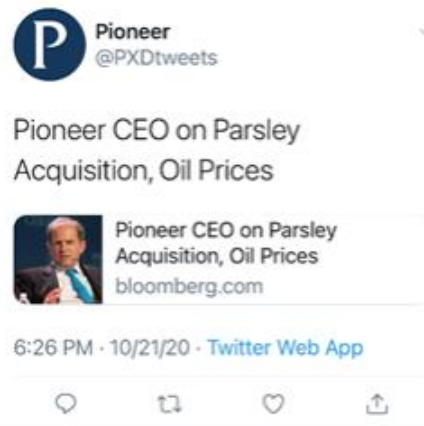 P
Pioneer
@PXDtweets
Pioneer CEO on Parsley
Acquisition, Oil Prices
Pioneer CEO on Parsley
Acquisition, Oil Prices
bloomberg.com
6:26 PM · 10/21/20 · Twitter Web App